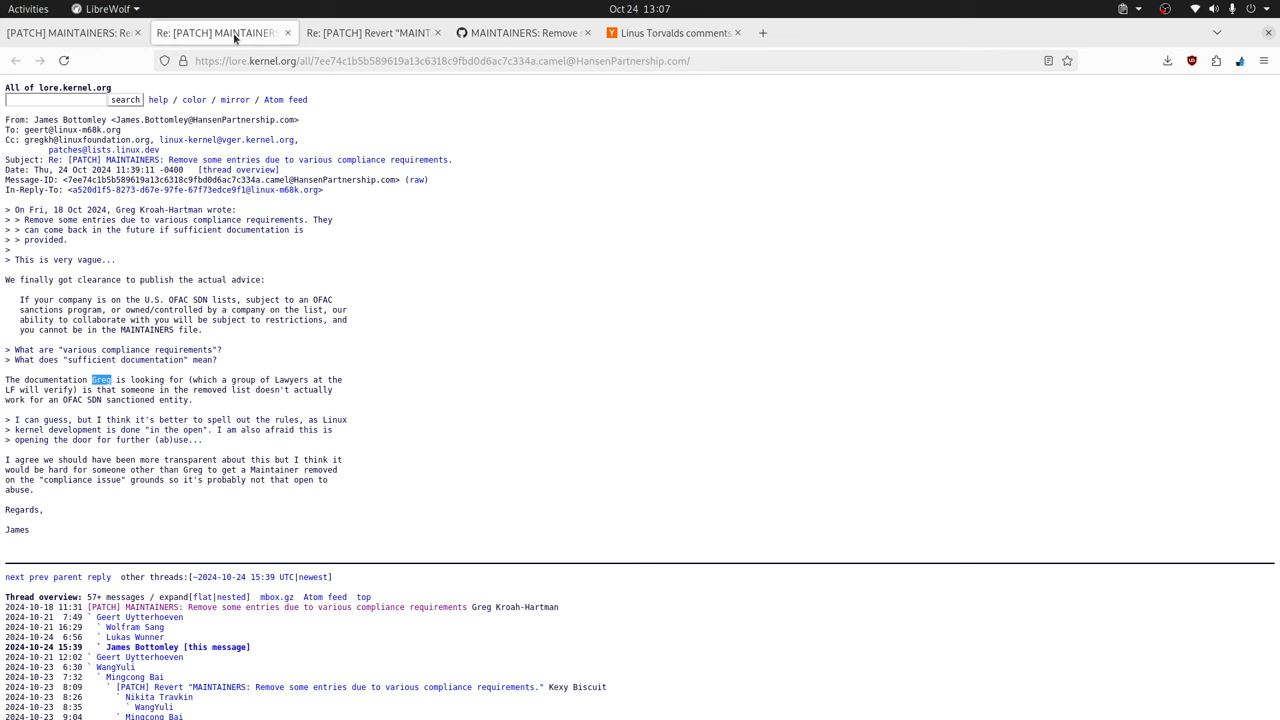 Activities
LibreWolf
Oct 24 13:07
[PATCH] MAINTAINERS: Re
Re: [PATCH] MAINTAINERS
Re: [PATCH] Revert "MAINT
MAINTAINERS: Remove
Linus Torvalds comments
https://lore.kernel.org/all/7ee74c1b5b589619a13c6318c9fbd0d6ac7c334a.camel@HansenPartnership.com/
All of lore.kernel.org
search help / color / mirror / Atom feed
From: James Bottomley <James.Bottomley@HansenPartnership.com>
To: geert@linux-m68k.org
Cc: gregkh@linuxfoundation.org, linux-kernel@vger.kernel.org,
patches@lists.linux.dev
Subject: Re: [PATCH] MAINTAINERS: Remove some entries due to various compliance requirements.
Date: Thu, 24 Oct 2024 11:39:11 -0400 [thread overview]
Message-ID: <7ee74c1b5b589619a13c6318c9fbd0d6ac7c334a.camel@HansenPartnership.com> (raw)
In-Reply-To: <a520d1f5-8273-d67e-97fe-67f73edce9f1@linux-m68k.org>
> On Fri, 18 Oct 2024, Greg Kroah-Hartman wrote:
> > Remove some entries due to various compliance requirements. They
> > can come back in the future if sufficient documentation is
> > provided.
>
> This is very vague...
We finally got clearance to publish the actual advice:
If your company is on the U.S. OFAC SDN lists, subject to an OFAC
sanctions program, or owned/controlled by a company on the list, our
ability to collaborate with you will be subject to restrictions, and
you cannot be in the MAINTAINERS file.
> What are "various compliance requirements"?
> What does "sufficient documentation" mean?
The documentation Greg is looking for (which a group of Lawyers at the
LF will verify) is that someone in the removed list doesn't actually
work for an OFAC SDN sanctioned entity.
> I can guess, but I think it's better to spell out the rules, as Linux
> kernel development is done "in the open". I am also afraid this is
> opening the door for further (ab)use...
I agree we should have been more transparent about this but I think it
would be hard for someone other than Greg to get a Maintainer removed
on the "compliance issue" grounds so it's probably not that open to
abuse.
Regards,
James
next prev parent reply other threads:[~2024-10-24 15:39 UTC|newest]
Thread overview: 57+ messages / expand[flat|nested] mbox.gz Atom feed top
2024-10-18 11:31 [PATCH] MAINTAINERS: Remove some entries due to various compliance requirements Greg Kroah-Hartman
2024-10-21 7:49 ` Geert Uytterhoeven
2024-10-21 16:29 ` Wolfram Sang
2024-10-24 6:56 ` Lukas Wunner
2024-10-24 15:39 ` James Bottomley [this message]
2024-10-21 12:02 ` Geert Uytterhoeven
2024-10-23 6:30 ` WangYuli
2024-10-23 7:32 ` Mingcong Bai
2024-10-23 8:09 ` [PATCH] Revert "MAINTAINERS: Remove some entries due to various compliance requirements." Kexy Biscuit
2024-10-23 8:26 ` Nikita Travkin
2024-10-23 8:35 ` WangYuli
2024-10-23 9:04 ` Mingcong Bai